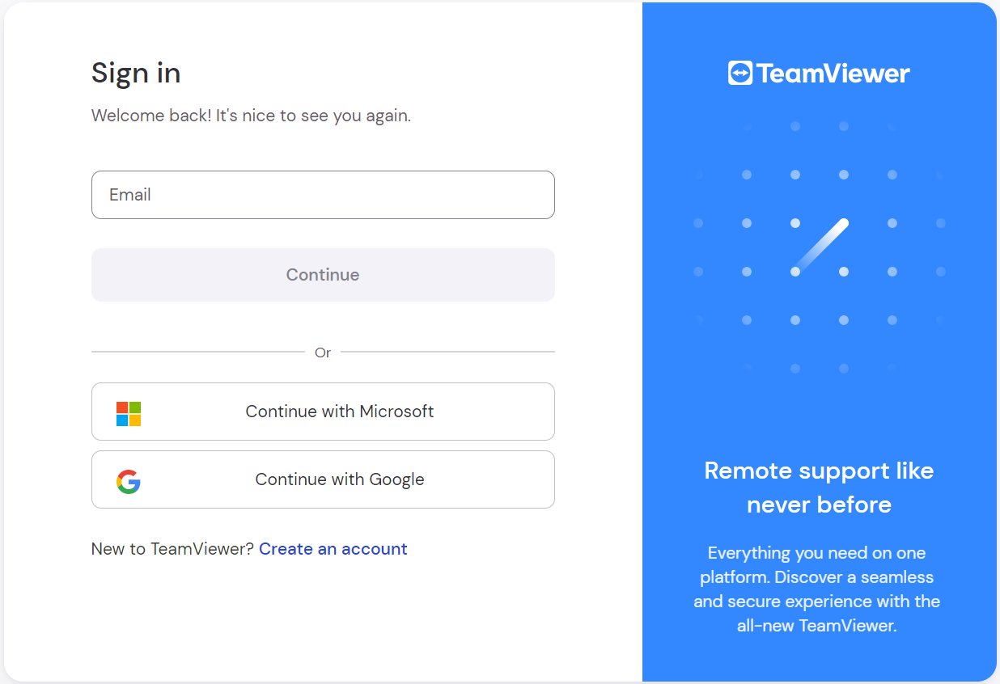 Sign in
Welcome back! It's nice to see you again.
Email
Continue
Or
Continue with Microsoft
Continue with Google
New to TeamViewer? Create an account
TeamViewer
Remote support like
never before
Everything you need on one
platform. Discover a seamless
and secure experience with the
all-new TeamViewer.